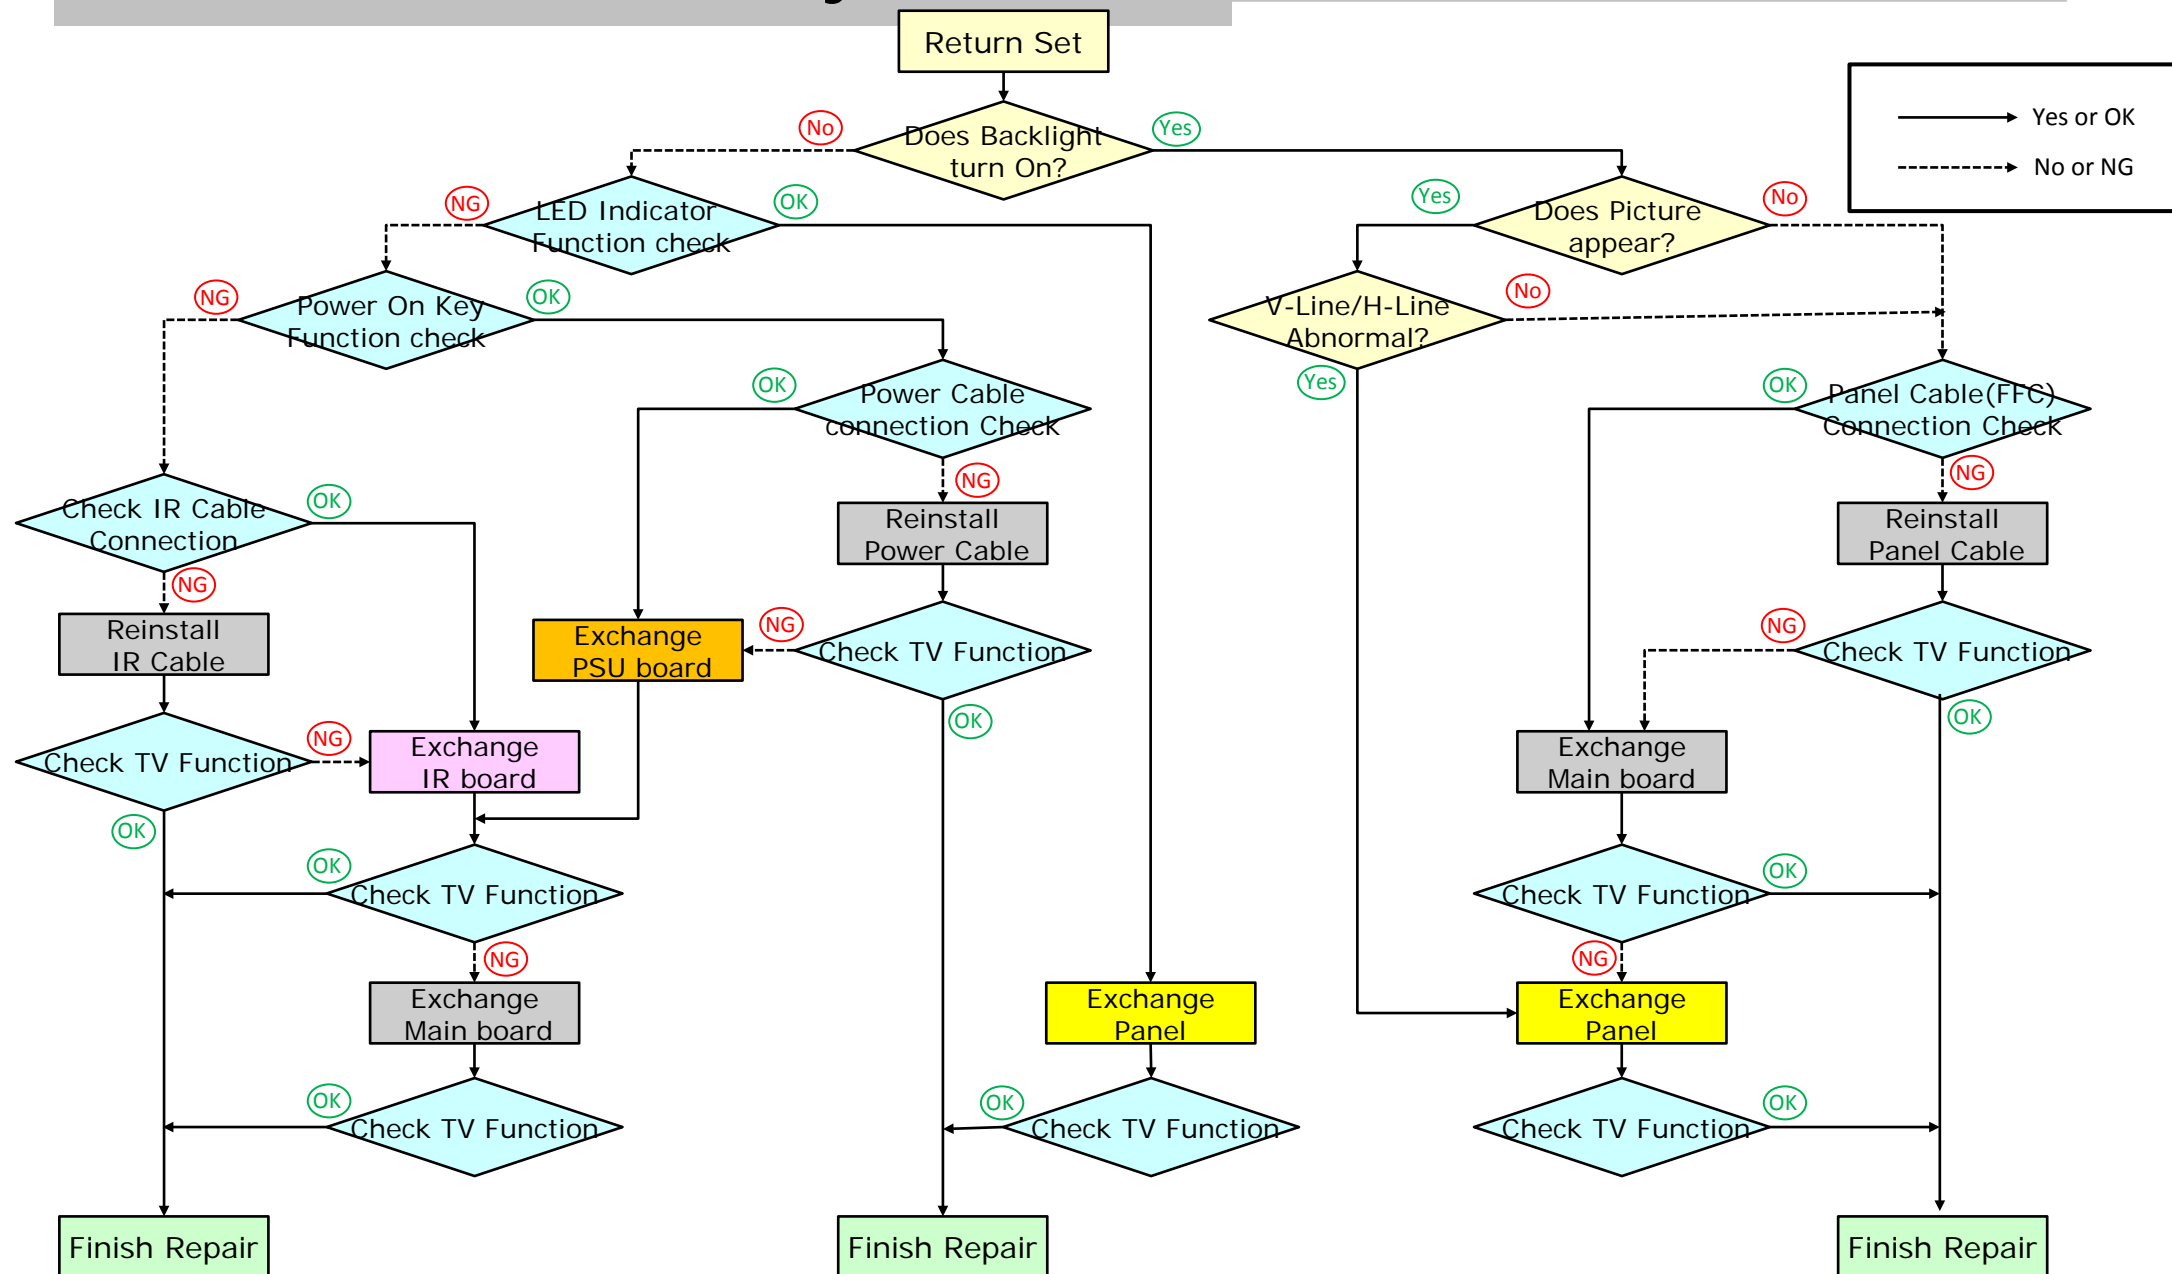 Return Set
Yes or OK
No or NG
No
Does Backlight
turn On?
Yes
NG
LED Indicator
Function check
OK
Yes
Does Picture
appear?
No
NG
Power On Key
Function check
OK
V-Line/H-Line
Abnormal?
No
Yes
OK
Power Cable
connection Check
NG
OK
Panel Cable(FFC)
Connection Check
NG
Check IR Cable
Connection
OK
NG
Reinstall
Power Cable
Reinstall
Panel Cable
Reinstall
IR Cable
Exchange
PSU board
NG
Check TV Function
OK
NG
Check TV Function
OK
Check TV Function
NG
OK
Exchange
IR board
Exchange
Main board
OK
Check TV Function
NG
Check TV Function
OK
NG
Exchange
Main board
Exchange
Panel
Exchange
Panel
OK
Check TV Function
OK
Check TV Function
Check TV Function
OK
Finish Repair
Finish Repair
Finish Repair